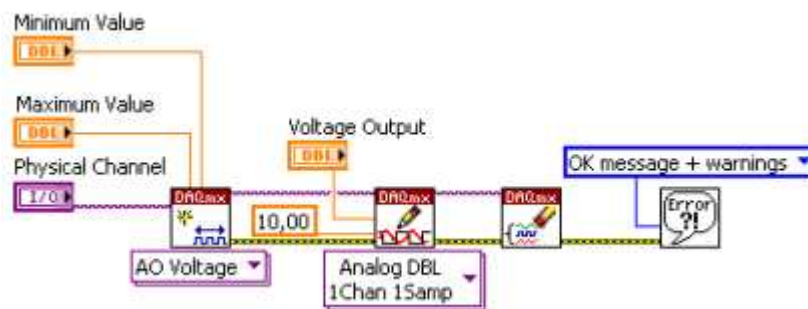 Minimum Value
DBL
Maximum Value
DBL
Physical Channel
I/O
Voltage Output
DBL
OK message + warnings
DAQmx
DAQmx
DAQmx
Error
?!
10,00
AO Voltage
Analog DBL
1Chan 1Samp